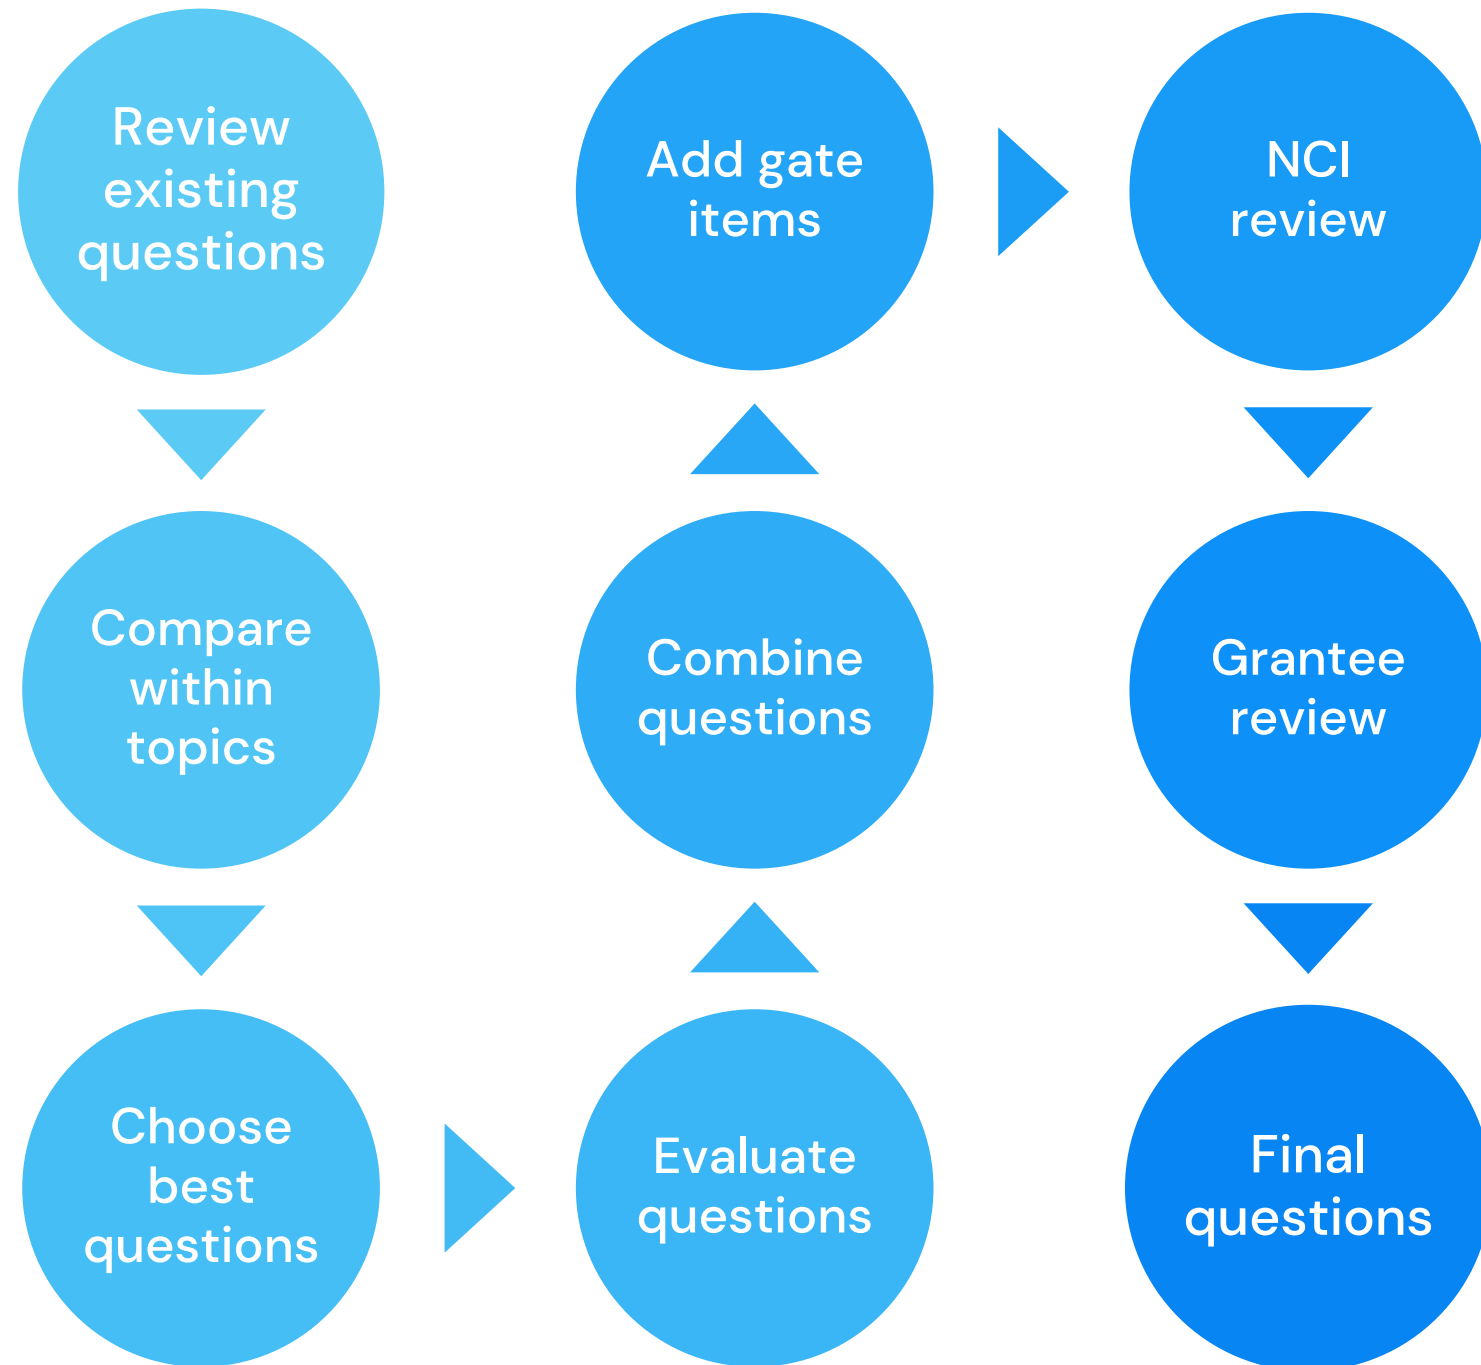 Review
existing
questions
Compare
within
topics
Choose
best
questions
Evaluate
questions
Combine
questions
Add gate
items
NCI
review
Grantee
review
Final
questions